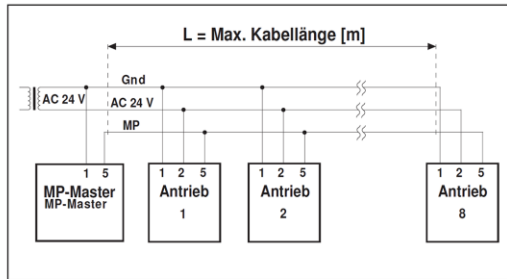 L = Max. Kabellänge [m]
Gnd
AC 24 V
AC 24 V
MP
1 5
1 2 5
1 2 5
1 2 5
MP-Master
MP-Master
Antrieb
1
Antrieb
2
Antrieb
8